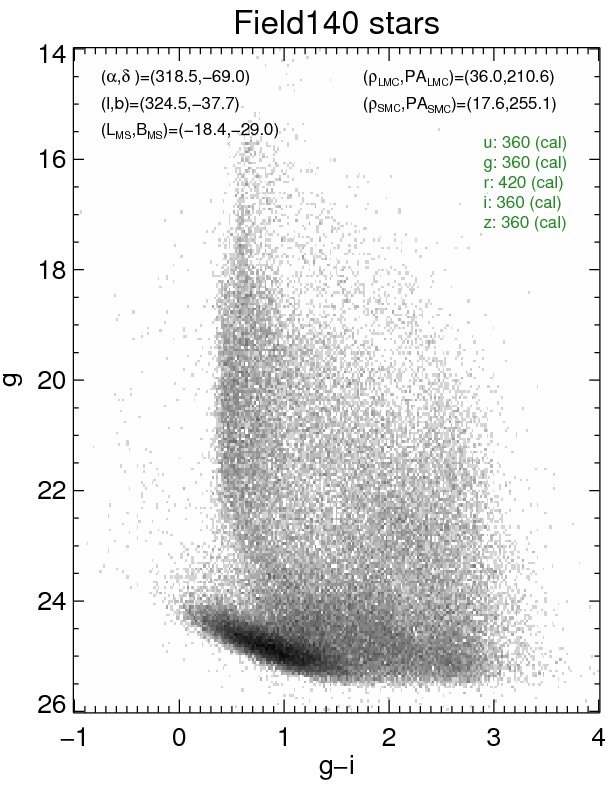 Field140 stars
(α,δ)=(318.5,−69.0)
(ρLMC,PALMC)=(36.0,210.6)
(l,b)=(324.5,−37.7)
(ρSMC,PASMC)=(17.6,255.1)
(LMS,BMS)=(−18.4,−29.0)
u: 360 (cal)
g: 360 (cal)
r: 420 (cal)
i: 360 (cal)
z: 360 (cal)
14
16
18
20
22
24
26
g
−1 0 1 2 3 4
g−i